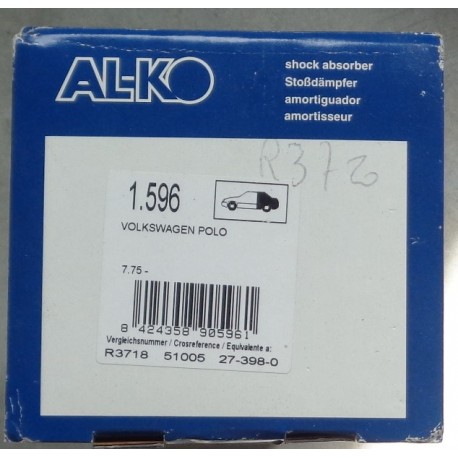 AL-KO
shock absorber
Stoßdämpfer
amortiguador
amortisseur
R372
1.596
VOLKSWAGEN POLO
7.75 -
8 424358 905961
Vergleichsnummer / Crosreference / Equivalente a:
R3718 51005 27-398-0